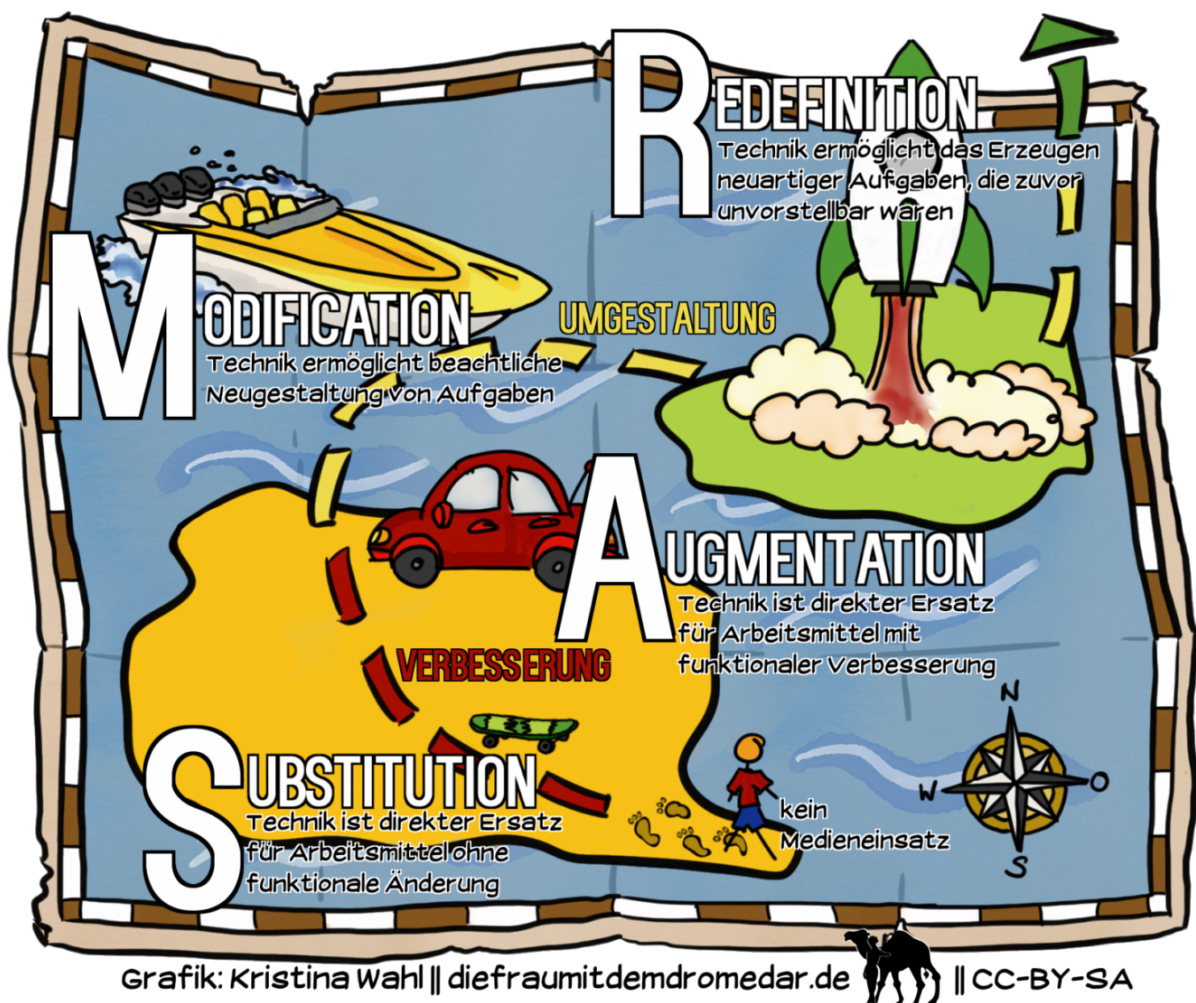 REDEFINITION
Technik ermöglicht das Erzeugen
neuartiger Aufgaben, die zuvor
unvorstellbar waren
MODIFICATION
Technik ermöglicht beachtliche
Neugestaltung von Aufgaben
UMGESTALTUNG
AUGMENTATION
Technik ist direkter Ersatz
für Arbeitsmittel mit
funktionaler Verbesserung
VERBESSERUNG
SUBSTITUTION
Technik ist direkter Ersatz
für Arbeitsmittel ohne
funktionale Änderung
kein
Medieneinsatz
N
W
O
S
Grafik: Kristina Wahl || diefraumitdemdromedar.de || CC-BY-SA